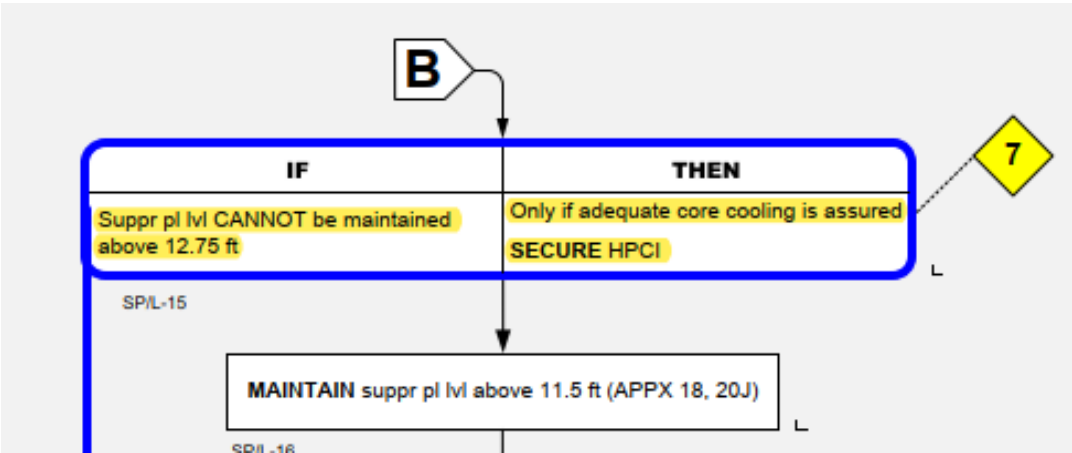 B
IF
THEN
7
Suppr pl lvl CANNOT be maintained
above 12.75 ft
Only if adequate core cooling is assured
SECURE HPCI
SP/L-15
MAINTAIN suppr pl lvl above 11.5 ft (APPX 18, 20J)
SP/L-16